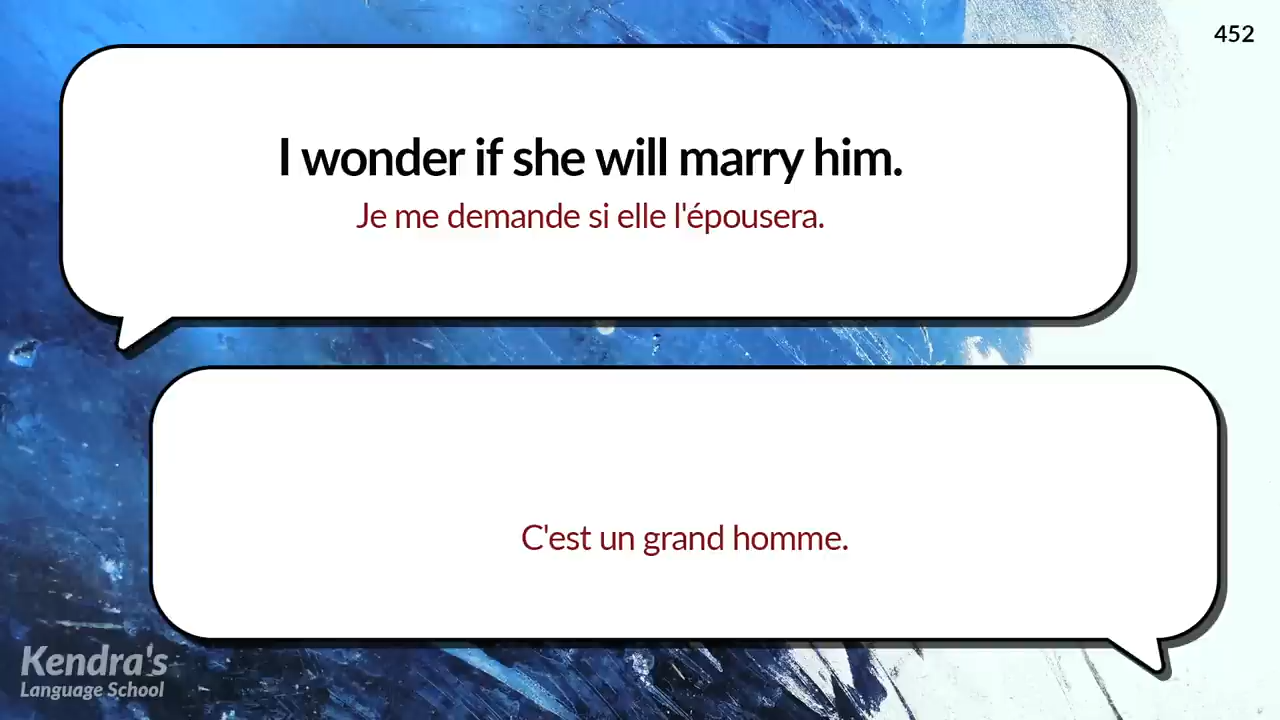 452
I wonder if she will marry him.
Je me demande si elle l'épousera.
C'est un grand homme.
Kendra's
Language School